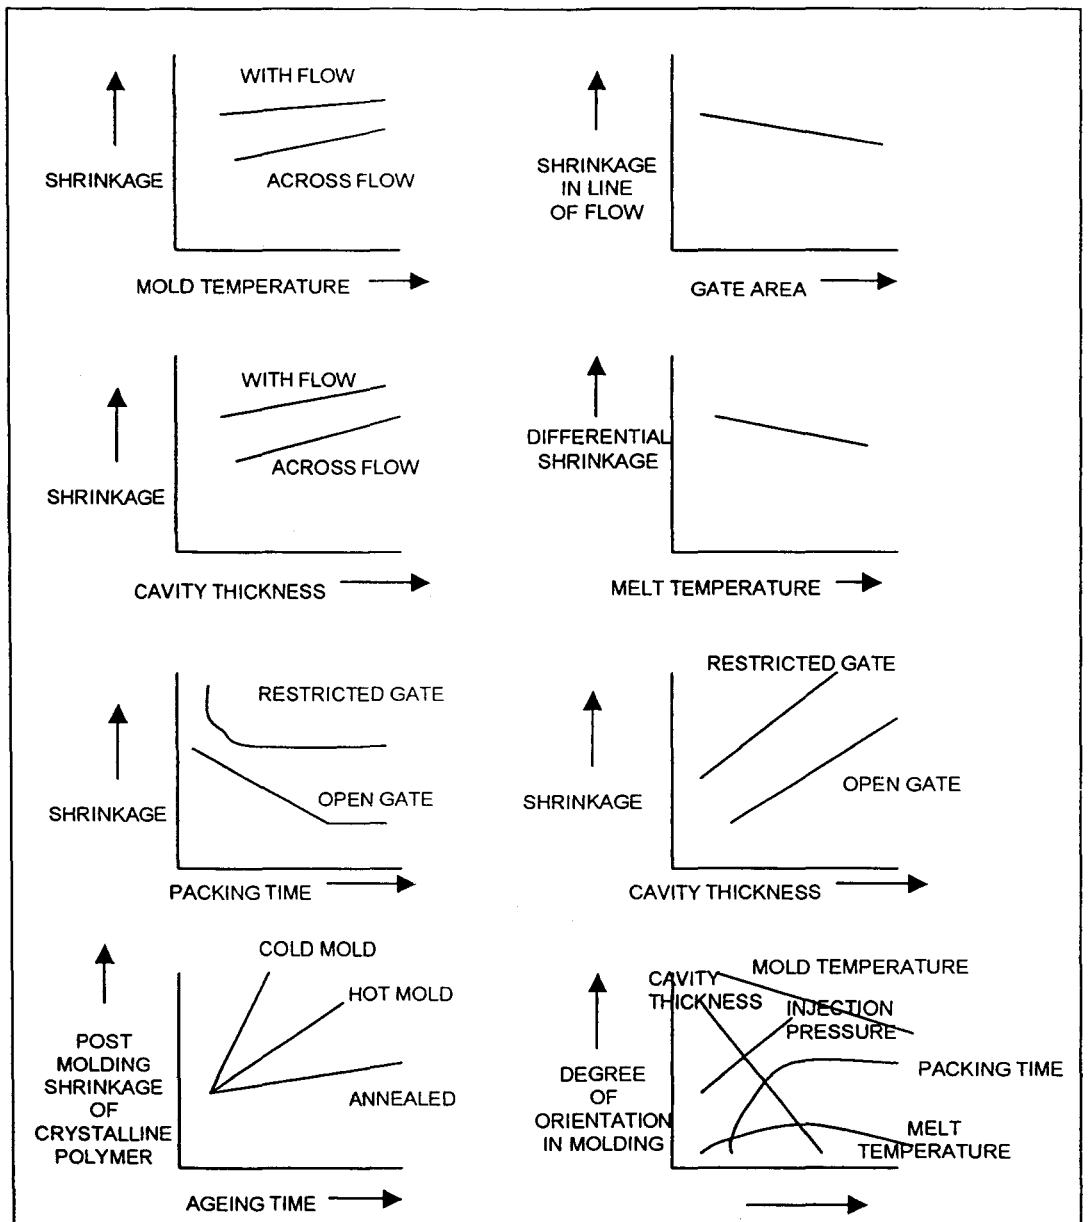 WITH FLOW
SHRINKAGE
ACROSS FLOW
MOLD TEMPERATURE
SHRINKAGE
IN LINE
OF FLOW
GATE AREA
WITH FLOW
SHRINKAGE
ACROSS FLOW
CAVITY THICKNESS
DIFFERENTIAL
SHRINKAGE
MELT TEMPERATURE
RESTRICTED GATE
SHRINKAGE
OPEN GATE
PACKING TIME
RESTRICTED GATE
SHRINKAGE
OPEN GATE
CAVITY THICKNESS
COLD MOLD
HOT MOLD
POST
MOLDING
SHRINKAGE
OF
CRYSTALLINE
POLYMER
ANNEALED
AGEING TIME
MOLD TEMPERATURE
CAVITY
THICKNESS
INJECTION
PRESSURE
DEGREE
OF
ORIENTATION
IN MOLDING
PACKING TIME
MELT
TEMPERATURE